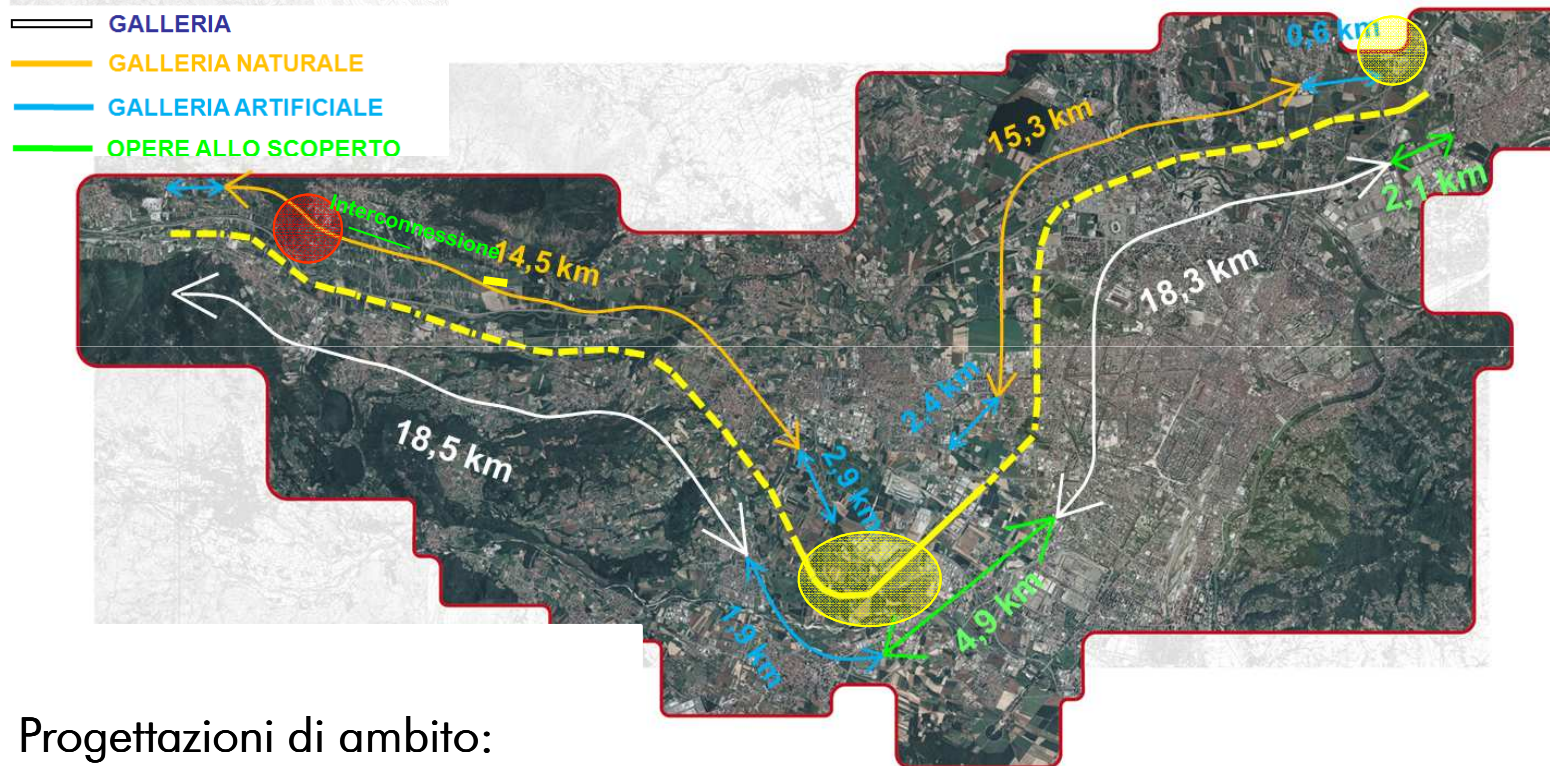 GALLERIA
GALLERIA NATURALE
GALLERIA ARTIFICIALE
OPERE ALLO SCOPERTO
0,6 km
15,3 km
2,1 km
Interconnessione
14,5 km
18,3 km
2,4 km
18,5 km
2,9 km
4,9 km
1,9 km
Progettazioni di ambito: